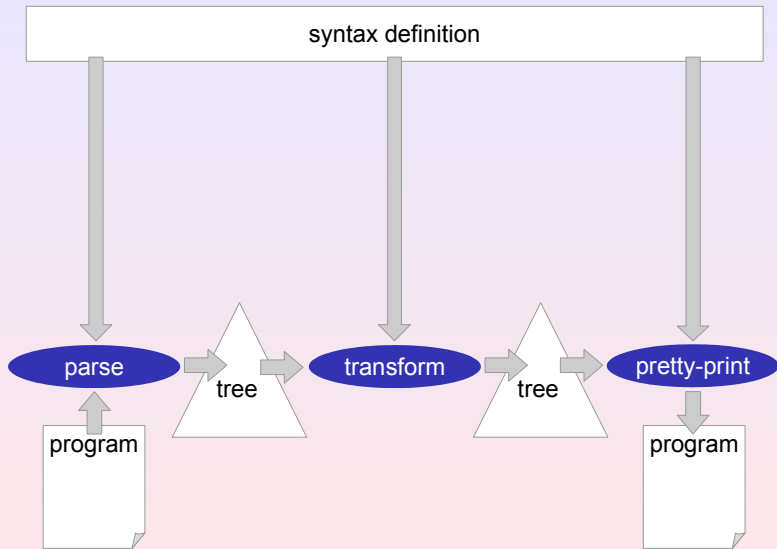 syntax definition
parse
tree
transform
tree
pretty-print
program
program